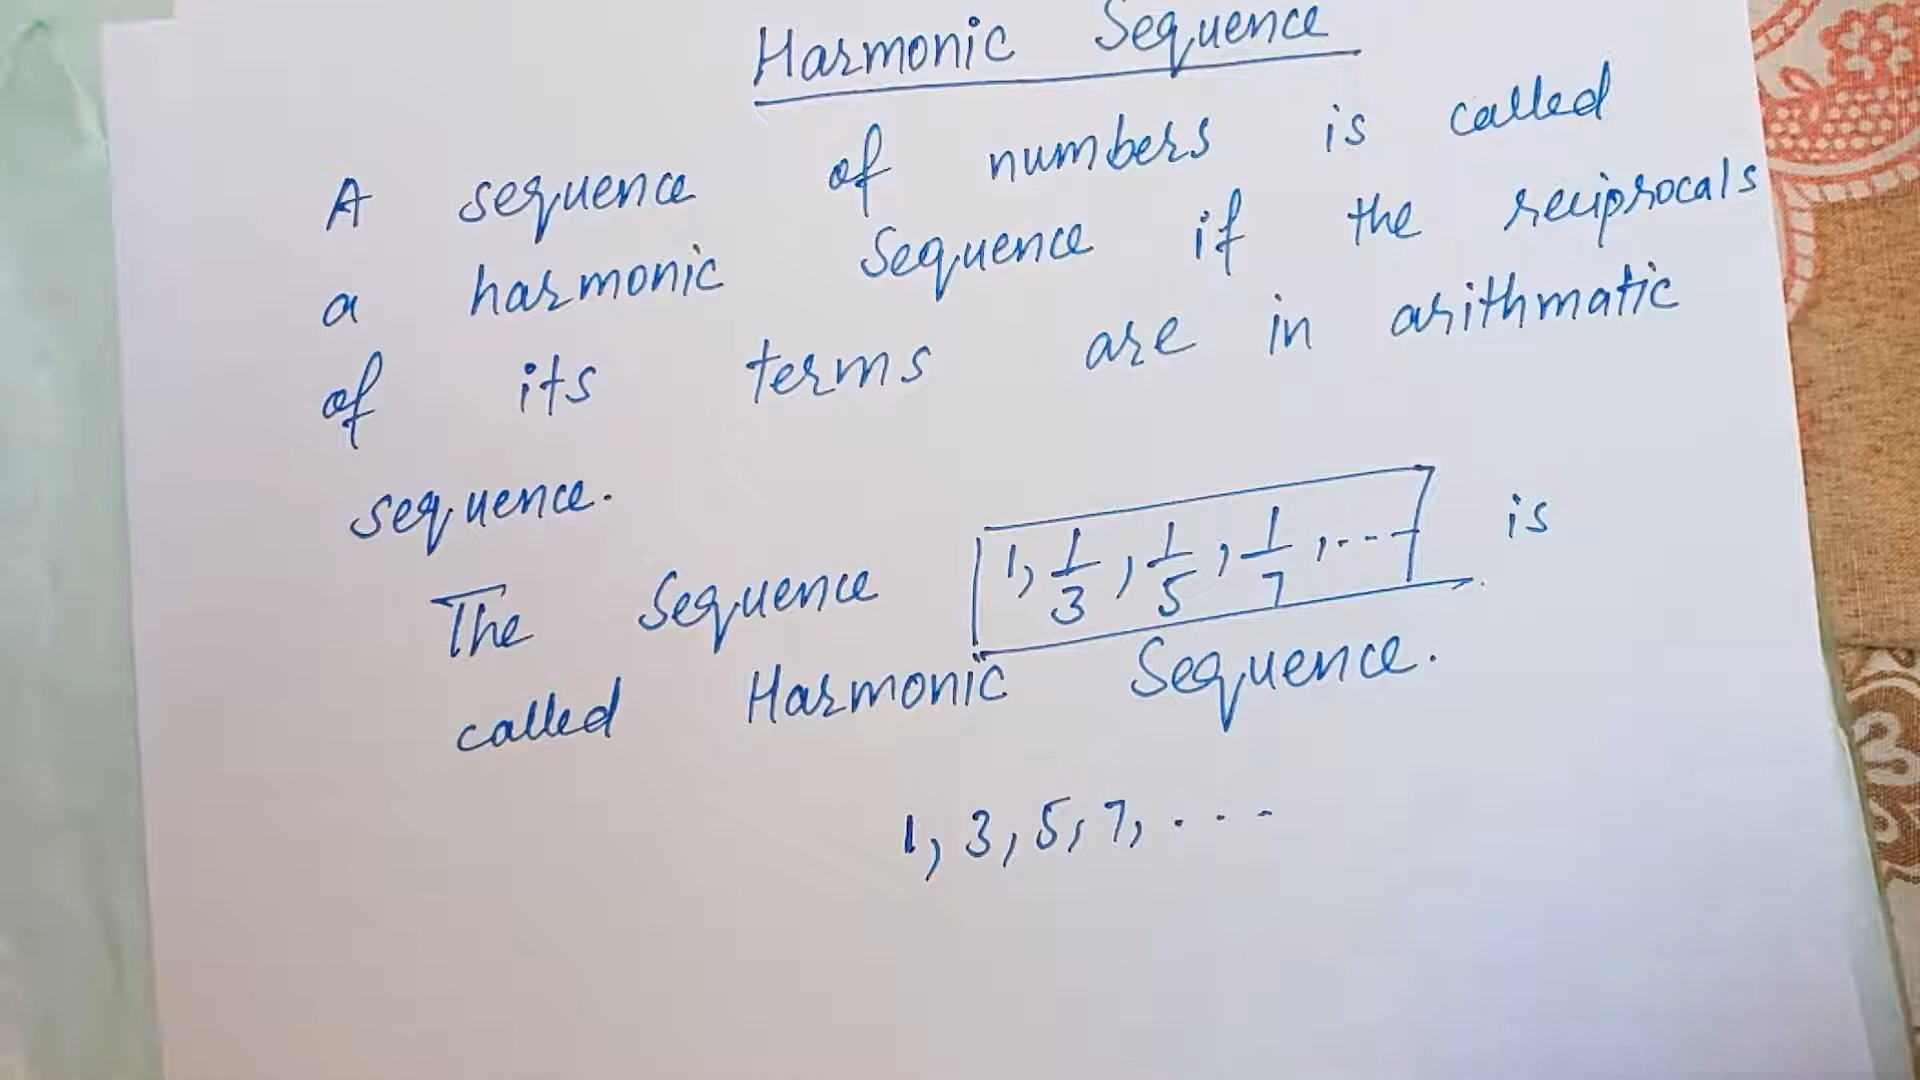 Harmonic Sequence
A sequence of numbers is called
a harmonic Sequence if the reciprocals
of its terms are in arithmatic
sequence.
The Sequence 1, 1/3, 1/5, 1/7, ... is
called Harmonic Sequence.
1, 3, 5, 7, ...